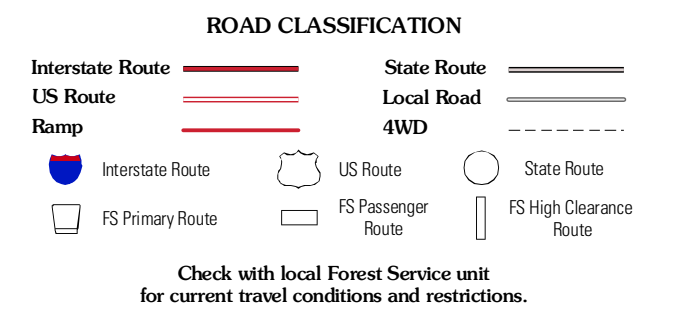 ROAD CLASSIFICATION
Interstate Route
State Route
US Route
Local Road
Ramp
4WD
Interstate Route
US Route
State Route
FS Primary Route
FS Passenger
Route
FS High Clearance
Route
Check with local Forest Service unit
for current travel conditions and restrictions.